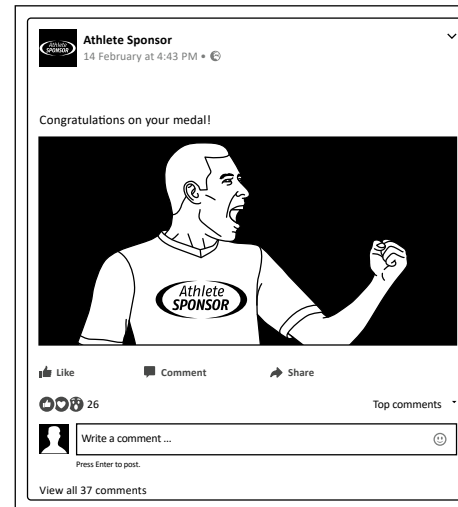 Athlete
SPONSOR
Athlete Sponsor
14 February at 4:43 PM •
Congratulations on your medal!
Athlete
SPONSOR
Like Comment Share
26 Top comments
Write a comment ...
Press Enter to post.
View all 37 comments